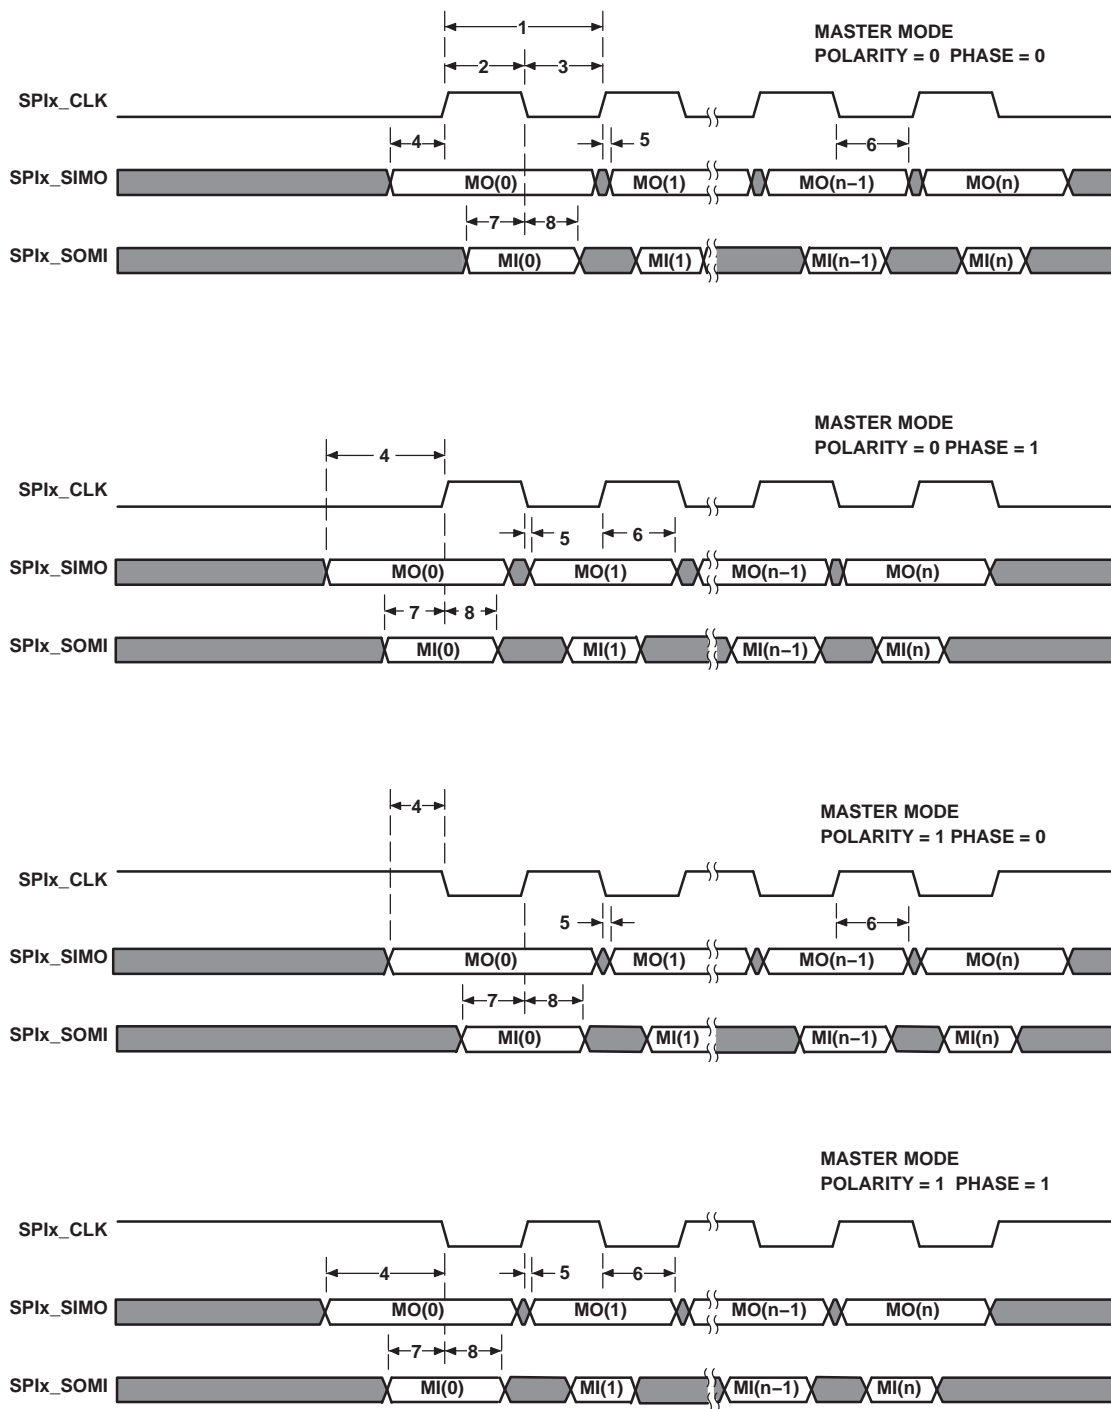 1
MASTER MODE
POLARITY = 0 PHASE = 0
2 3
SPIx_CLK
4 5 6
SPIx_SIMO MO(0) MO(1) MO(n−1) MO(n)
7 8
SPIx_SOMI MI(0) MI(1) MI(n−1) MI(n)
MASTER MODE
POLARITY = 0 PHASE = 1
4
SPIx_CLK
5 6
SPIx_SIMO MO(0) MO(1) MO(n−1) MO(n)
7 8
SPIx_SOMI MI(0) MI(1) MI(n−1) MI(n)
4
MASTER MODE
POLARITY = 1 PHASE = 0
SPIx_CLK
5 6
SPIx_SIMO MO(0) MO(1) MO(n−1) MO(n)
7 8
SPIx_SOMI MI(0) MI(1) MI(n−1) MI(n)
MASTER MODE
POLARITY = 1 PHASE = 1
SPIx_CLK
4 5 6
SPIx_SIMO MO(0) MO(1) MO(n−1) MO(n)
7 8
SPIx_SOMI MI(0) MI(1) MI(n−1) MI(n)